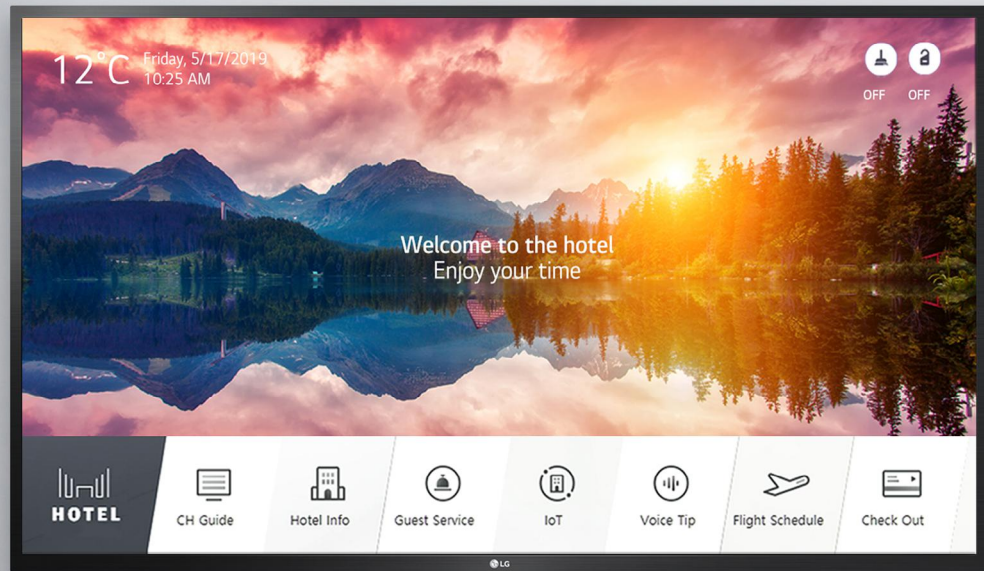 12°C
Friday, 5/17/2019
10:25 AM
OFF
OFF
Welcome to the hotel
Enjoy your time
HOTEL
CH Guide
Hotel Info
Guest Service
IoT
Voice Tip
Flight Schedule
Check Out
LG